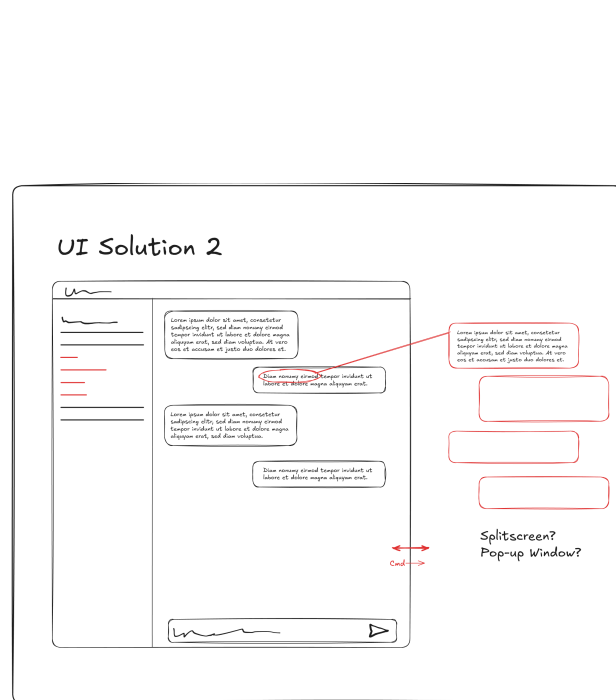 UI Solution 2
Lorem ipsum dolor sit amet, consetetur
sadipscing elitr, sed diam nonumy eirmod
tempor invidunt ut labore et dolore magna
aliquyam erat, sed diam voluptua. At vero
eos et accusam et justo duo dolores et.
Diam nonumy eirmod tempor invidunt ut
labore et dolore magna aliquyam erat.
Lorem ipsum dolor sit amet, consetetur
sadipscing elitr, sed diam nonumy eirmod
tempor invidunt ut labore et dolore magna
aliquyam erat, sed diam voluptua.
Diam nonumy eirmod tempor invidunt ut
labore et dolore magna aliquyam erat.
Lorem ipsum dolor sit amet, consetetur
sadipscing elitr, sed diam nonumy eirmod
tempor invidunt ut labore et dolore magna
aliquyam erat, sed diam voluptua. At vero
eos et accusam et justo duo dolores et.
Splitscreen?
Pop-up Window?
Cmd